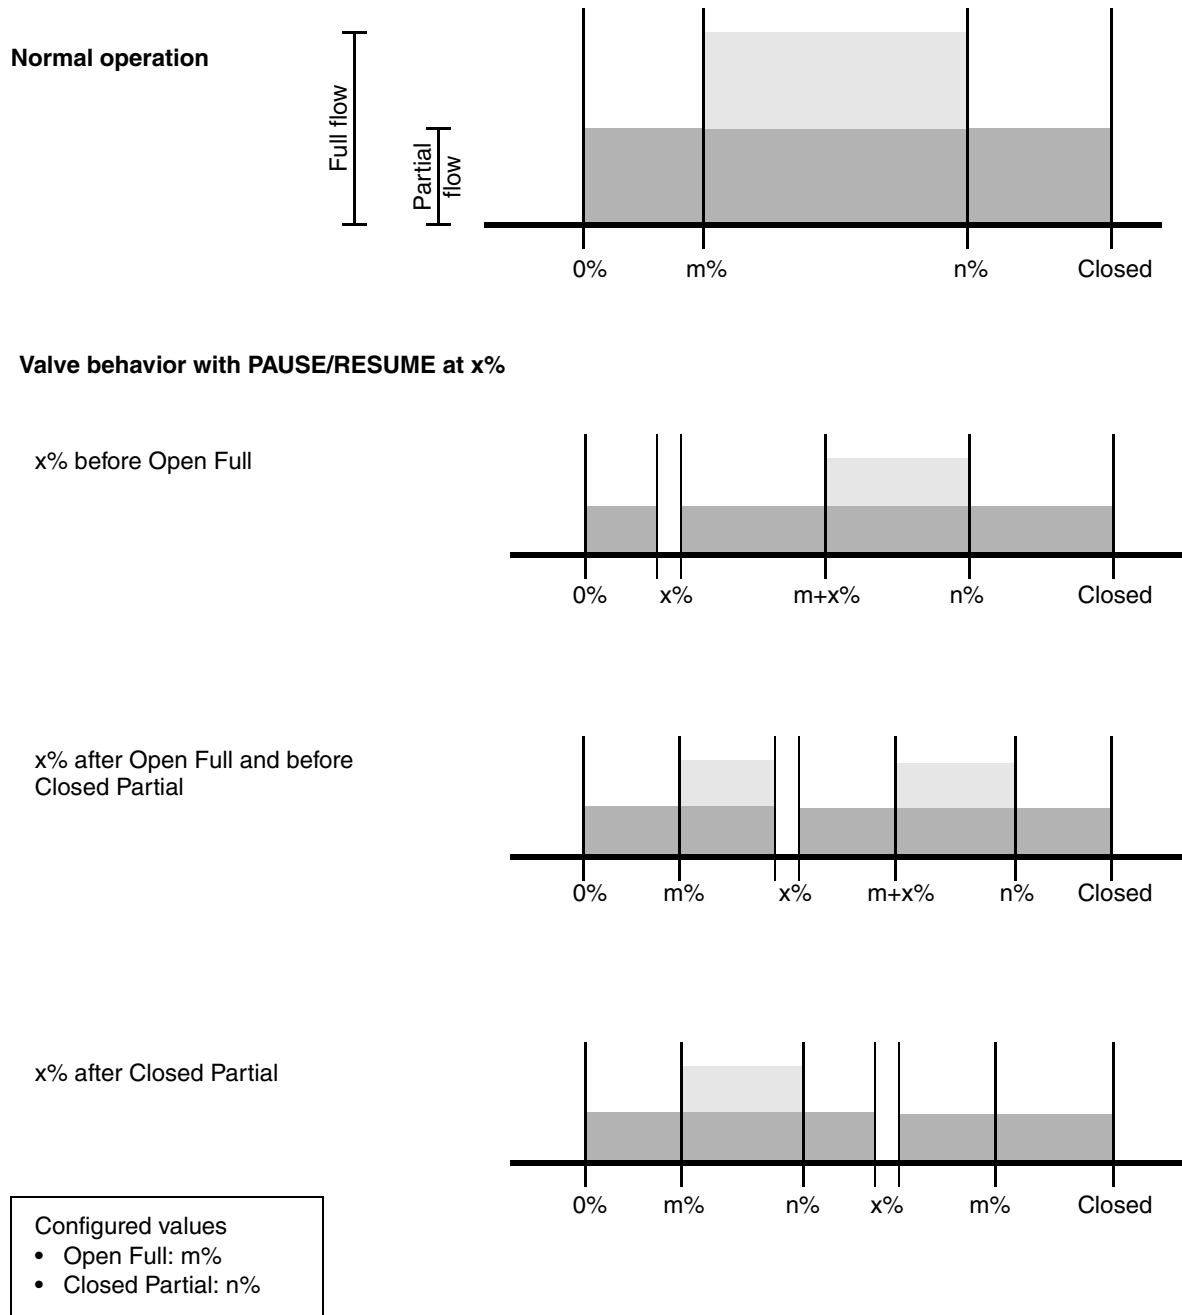 Normal operation
Full flow
Partial
flow
0% m% n% Closed
Valve behavior with PAUSE/RESUME at x%
x% before Open Full
0% x% m+x% n% Closed
x% after Open Full and before
Closed Partial
0% m% x% m+x% n% Closed
x% after Closed Partial
0% m% n% x% m% Closed
Configured values
• Open Full: m%
• Closed Partial: n%